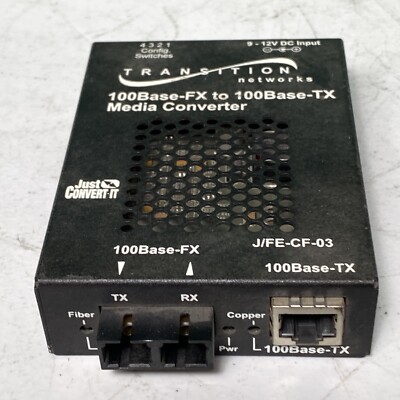 4 3 2 1
Config.
Switches
9 - 12V DC Input
TRANSITION
networks
100Base-FX to 100Base-TX
Media Converter
Just
CONVERT-IT
100Base-FX
J/FE-CF-03
100Base-TX
TX RX
Fiber
Copper
Pwr
100Base-TX